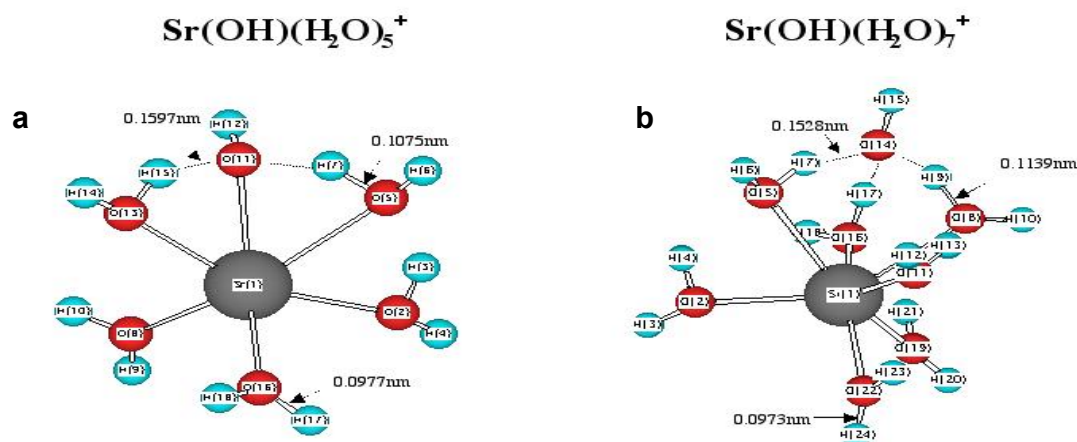 Sr(OH)(H₂O)₅⁺
Sr(OH)(H₂O)₇⁺
a
0.1597nm
H(12)
0.1075nm
O(11)
H(7)
H(6)
H(15)
H(14)
O(13)
O(5)
H(3)
Sr(1)
O(2)
H(4)
H(10)
O(8)
H(9)
O(16)
H(18)
H(17)
0.0977nm
b
H(15)
0.1528nm
O(14)
H(7)
H(6)
O(5)
H(9)
0.1139nm
H(17)
O(8)
H(10)
H(18)
O(16)
H(13)
H(12)
H(4)
O(11)
Sr(1)
O(2)
H(3)
H(21)
O(19)
H(20)
H(23)
O(22)
0.0973nm
H(24)